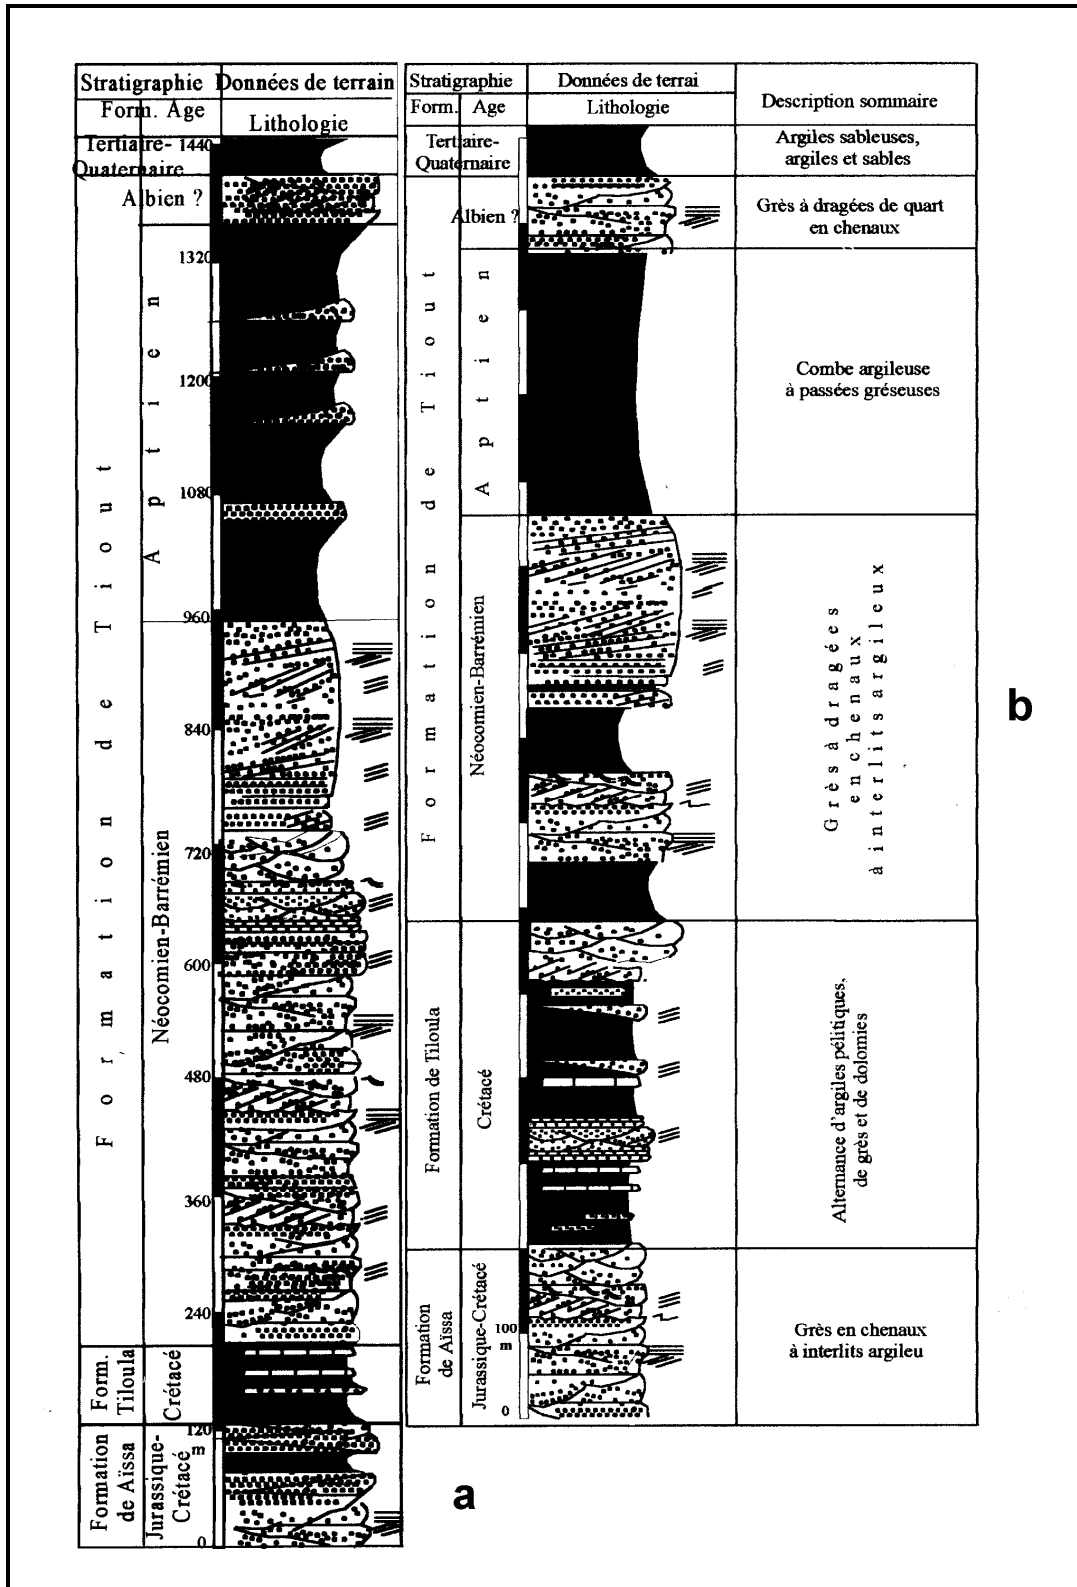 Stratigraphie Données de terrain
Form. Age
Lithologie
Tertiaire-
Quaternaire
Albien ?
Aptien
Néocomien-Barrémien
Formation de Tiout
Form.
Tiloula
Crétacé
Formation
de Aïssa
Jurassique-
Crétacé
1440
1320
1200
1080
960
840
720
600
480
360
240
120
m
0
a
Stratigraphie Données de terrai
Form. Age Lithologie
Description sommaire
Tertiaire-
Quaternaire
Argiles sableuses,
argiles et sables
Albien ?
Grès à dragées de quart
en chenaux
Formation de Tiout
Aptien
Combe argileuse
à passées gréseuses
Néocomien-Barrémien
Grès à dragées
en chenaux
à interlits argileux
Formation de Tiloula
Crétacé
Alternance d'argiles pélitiques,
de grès et de dolomies
Formation
de Aïssa
Jurassique-Crétacé
100
m
0
Grès en chenaux
à interlits argileu
b